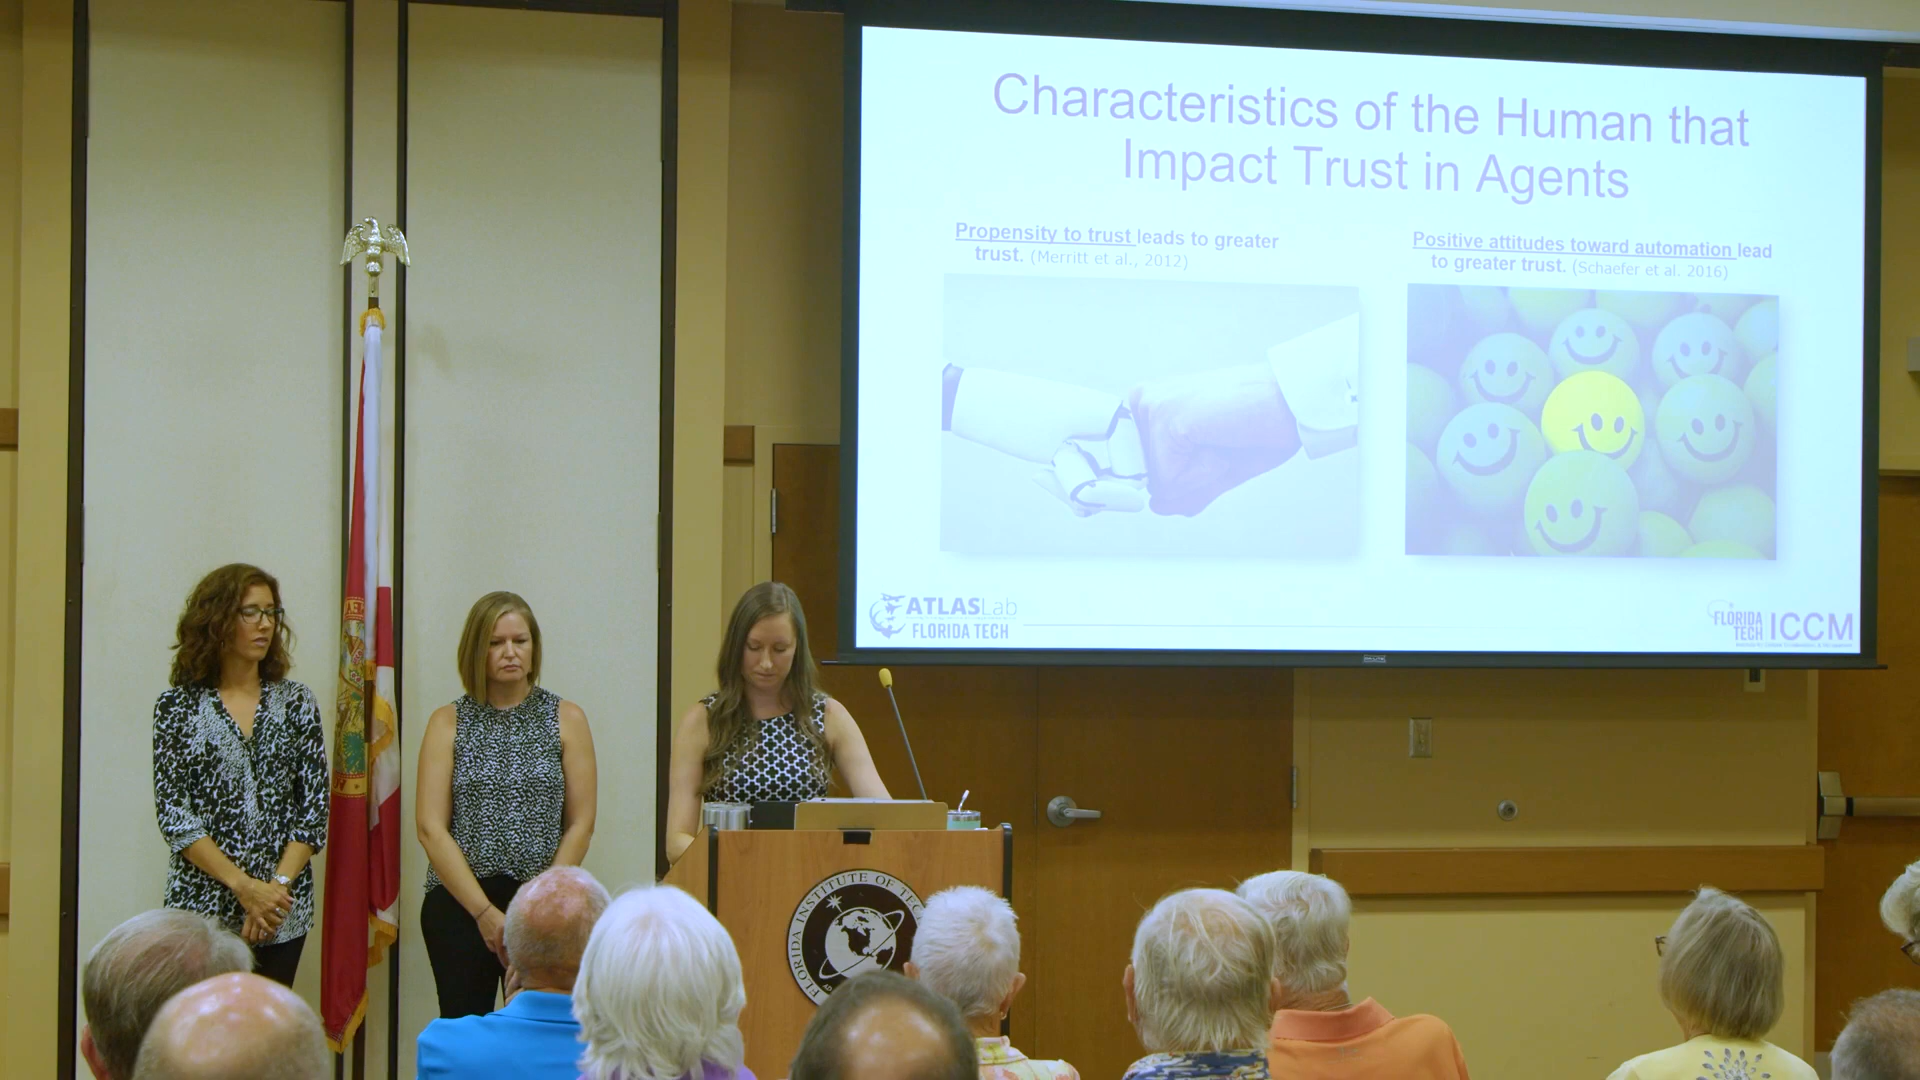 Characteristics of the Human that
Impact Trust in Agents
Propensity to trust leads to greater
trust. (Merritt et al., 2012)
Positive attitudes toward automation lead
to greater trust. (Schaefer et al. 2016)
ATLASLab
FLORIDA TECH
FLORIDA
TECH ICCM
FLORIDA INSTITUTE OF TECH